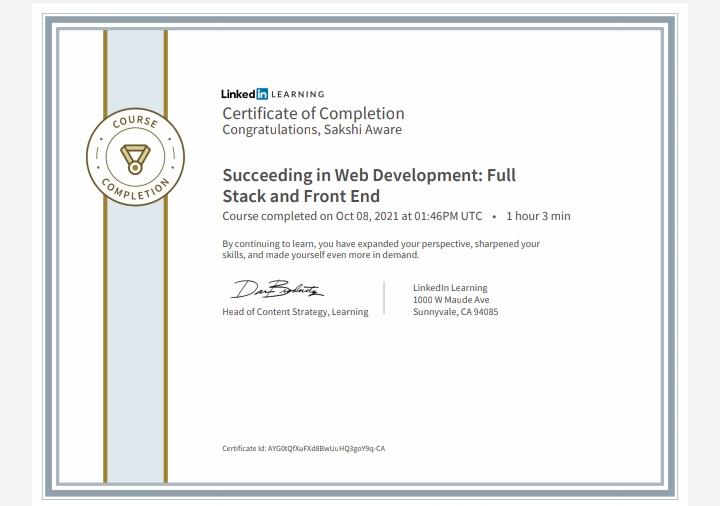 COURSE
COMPLETION
Linked in LEARNING
Certificate of Completion
Congratulations, Sakshi Aware
Succeeding in Web Development: Full
Stack and Front End
Course completed on Oct 08, 2021 at 01:46PM UTC • 1 hour 3 min
By continuing to learn, you have expanded your perspective, sharpened your
skills, and made yourself even more in demand.
Head of Content Strategy, Learning
LinkedIn Learning
1000 W Maude Ave
Sunnyvale, CA 94085
Certificate Id: AYG0tQfXuFXd8BwUuHQ3goY9q-CA